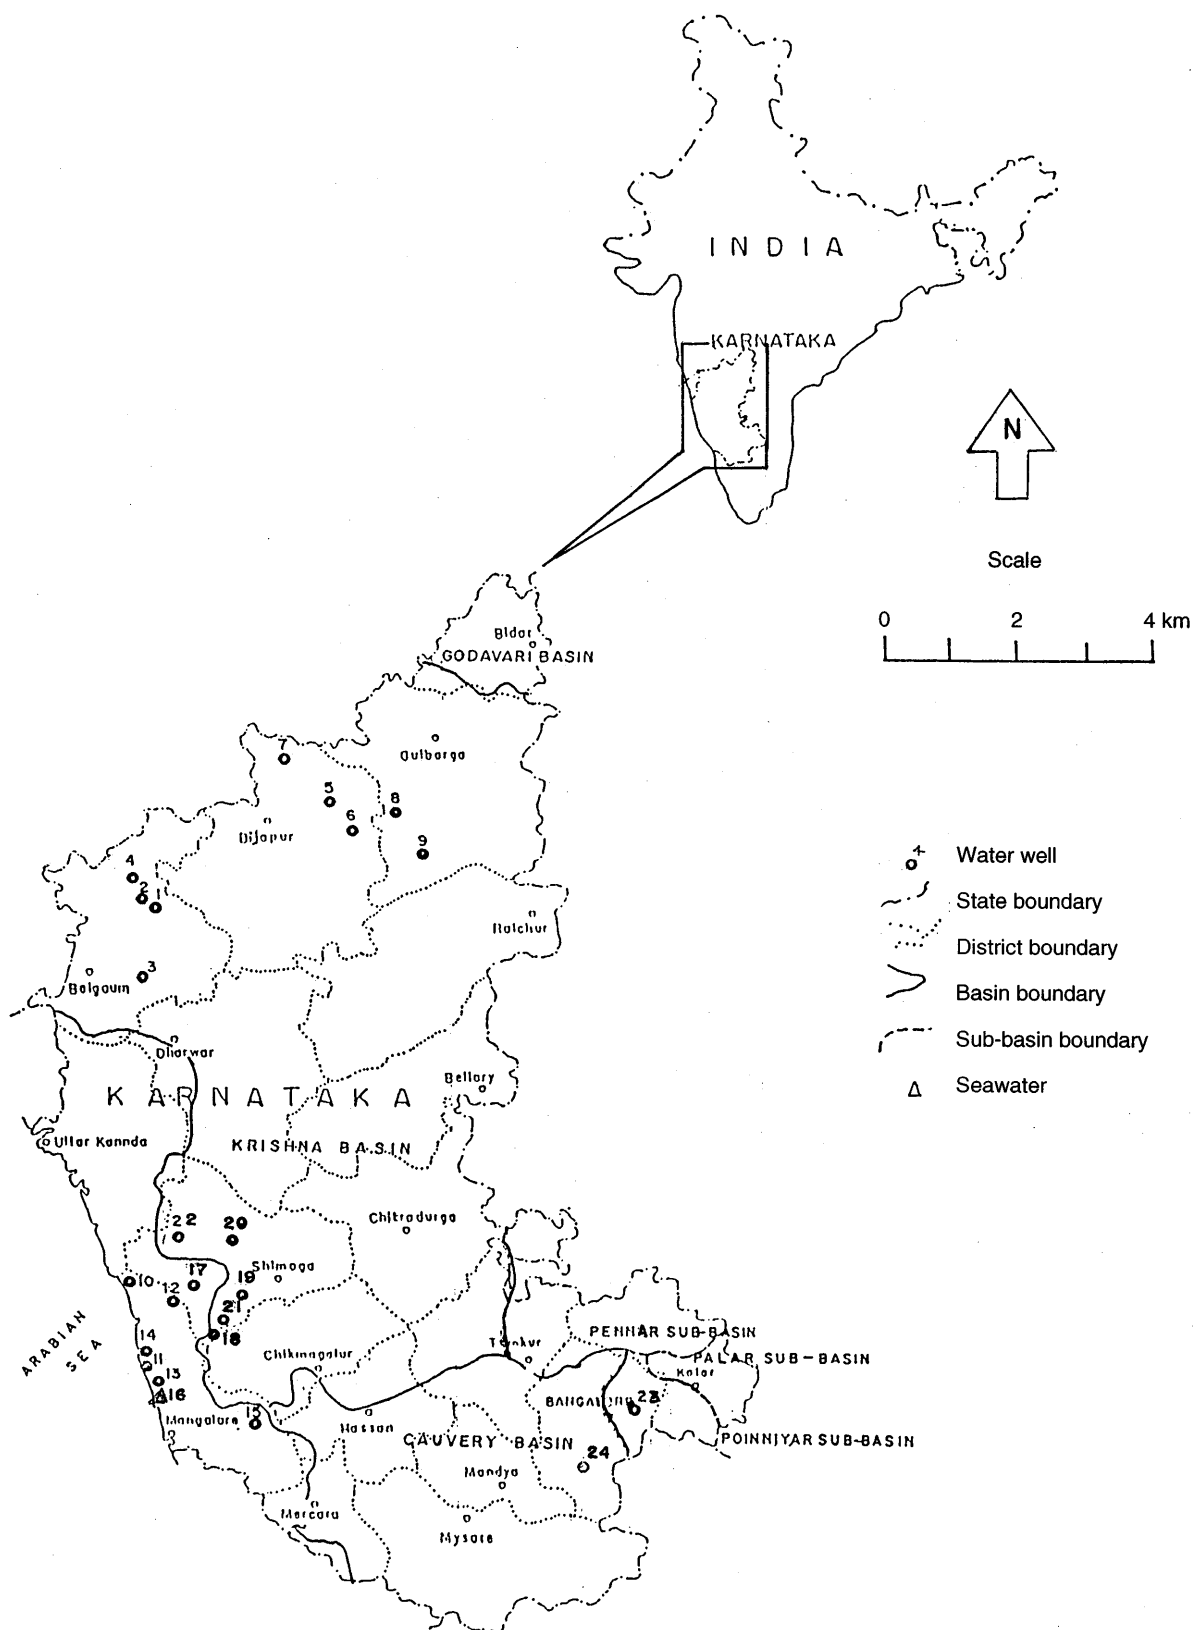 INDIA
KARNATAKA
N
Scale
0 2 4 km
Bidar
GODAVARI BASIN
Gulbarga
7
5
8
6
9
Bijapur
4
2
1
3
Belgaum
Raichur
Water well
State boundary
District boundary
Basin boundary
Sub-basin boundary
Seawater
Dharwar
Bellary
KARNATAKA
Uttar Kannda
KRISHNA BASIN
22
20
Chitradurga
17
Shimoga
10
12
19
21
18
ARABIAN
SEA
14
11
13
16
Chikmagalur
Tumkur
PENNAR SUB-BASIN
PALAR SUB-BASIN
Kolar
BANGALORE
23
Mangalore
15
Hassan
CAUVERY BASIN
POINNIYAR SUB-BASIN
24
Mandya
Mercara
Mysore